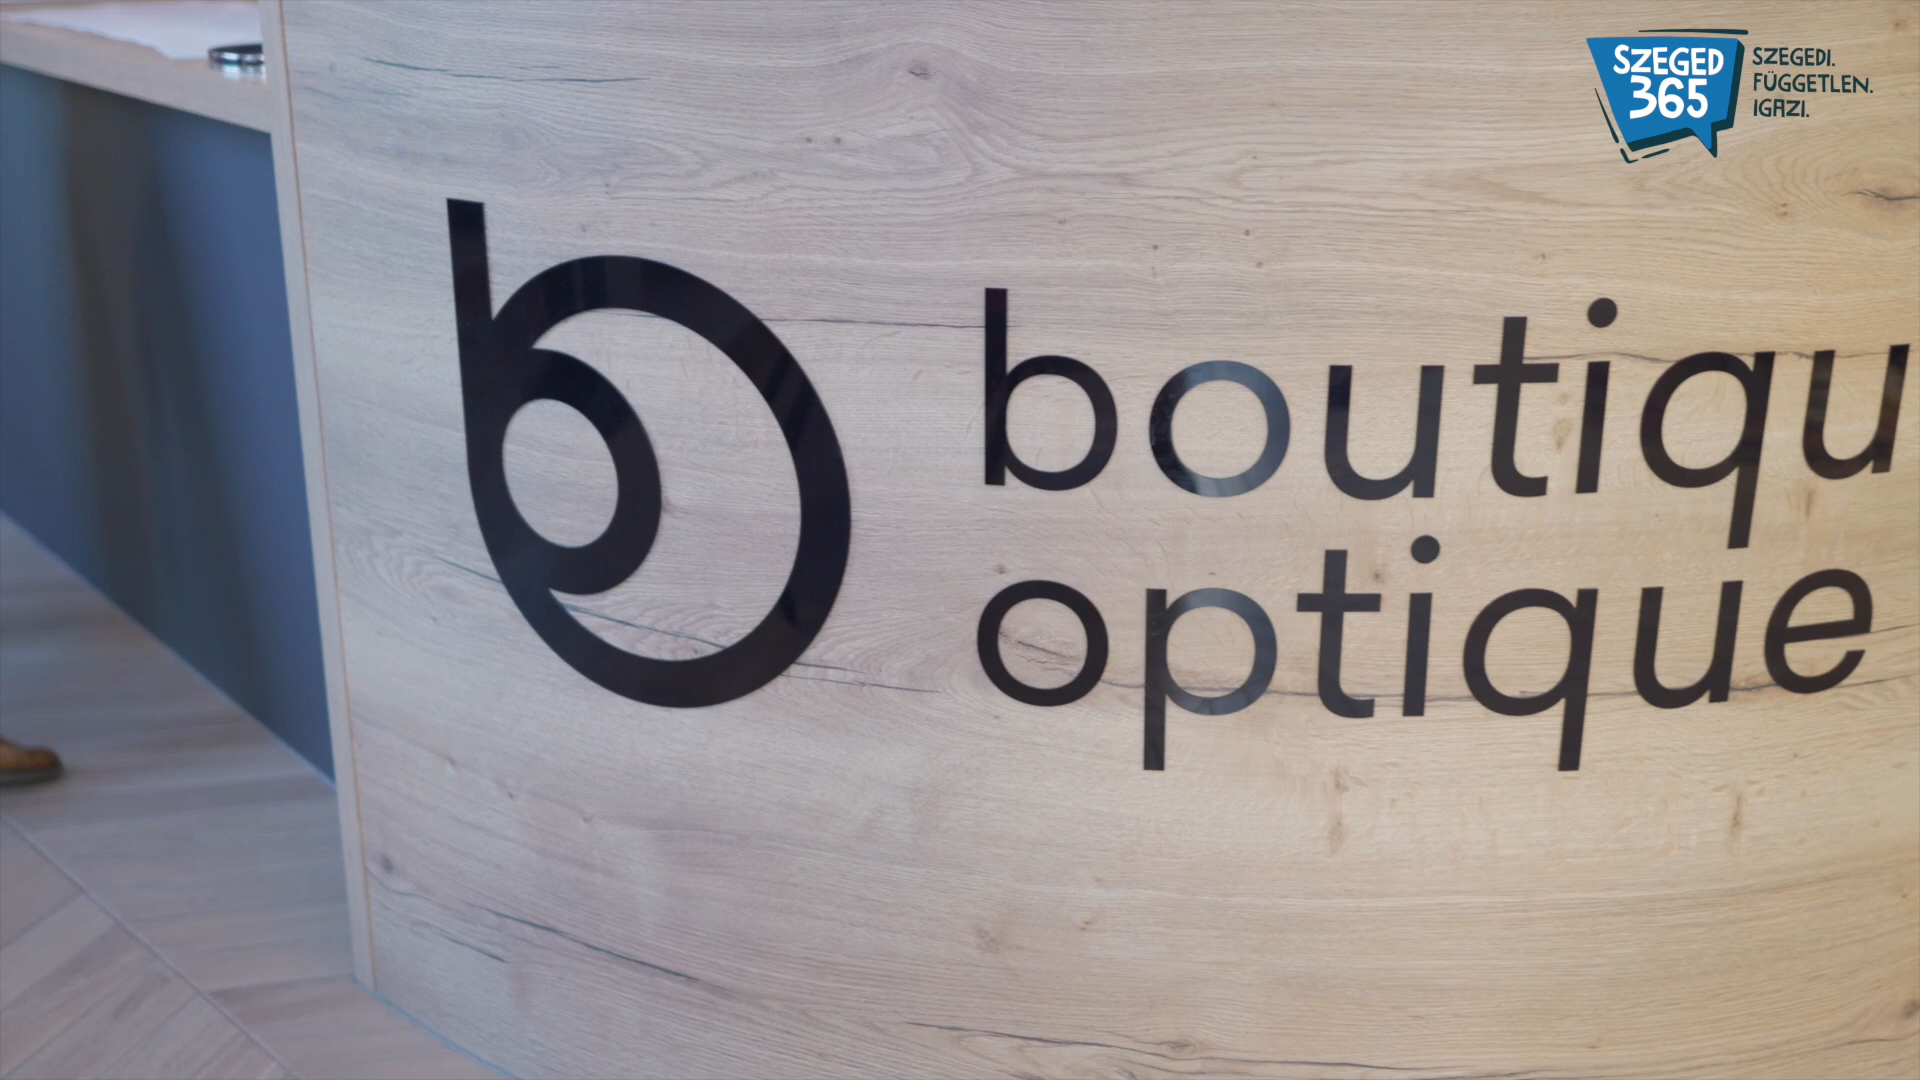 SZEGED
365
SZEGEDI.
FÜGGETLEN.
IGAZI.
b
boutiqu
optique